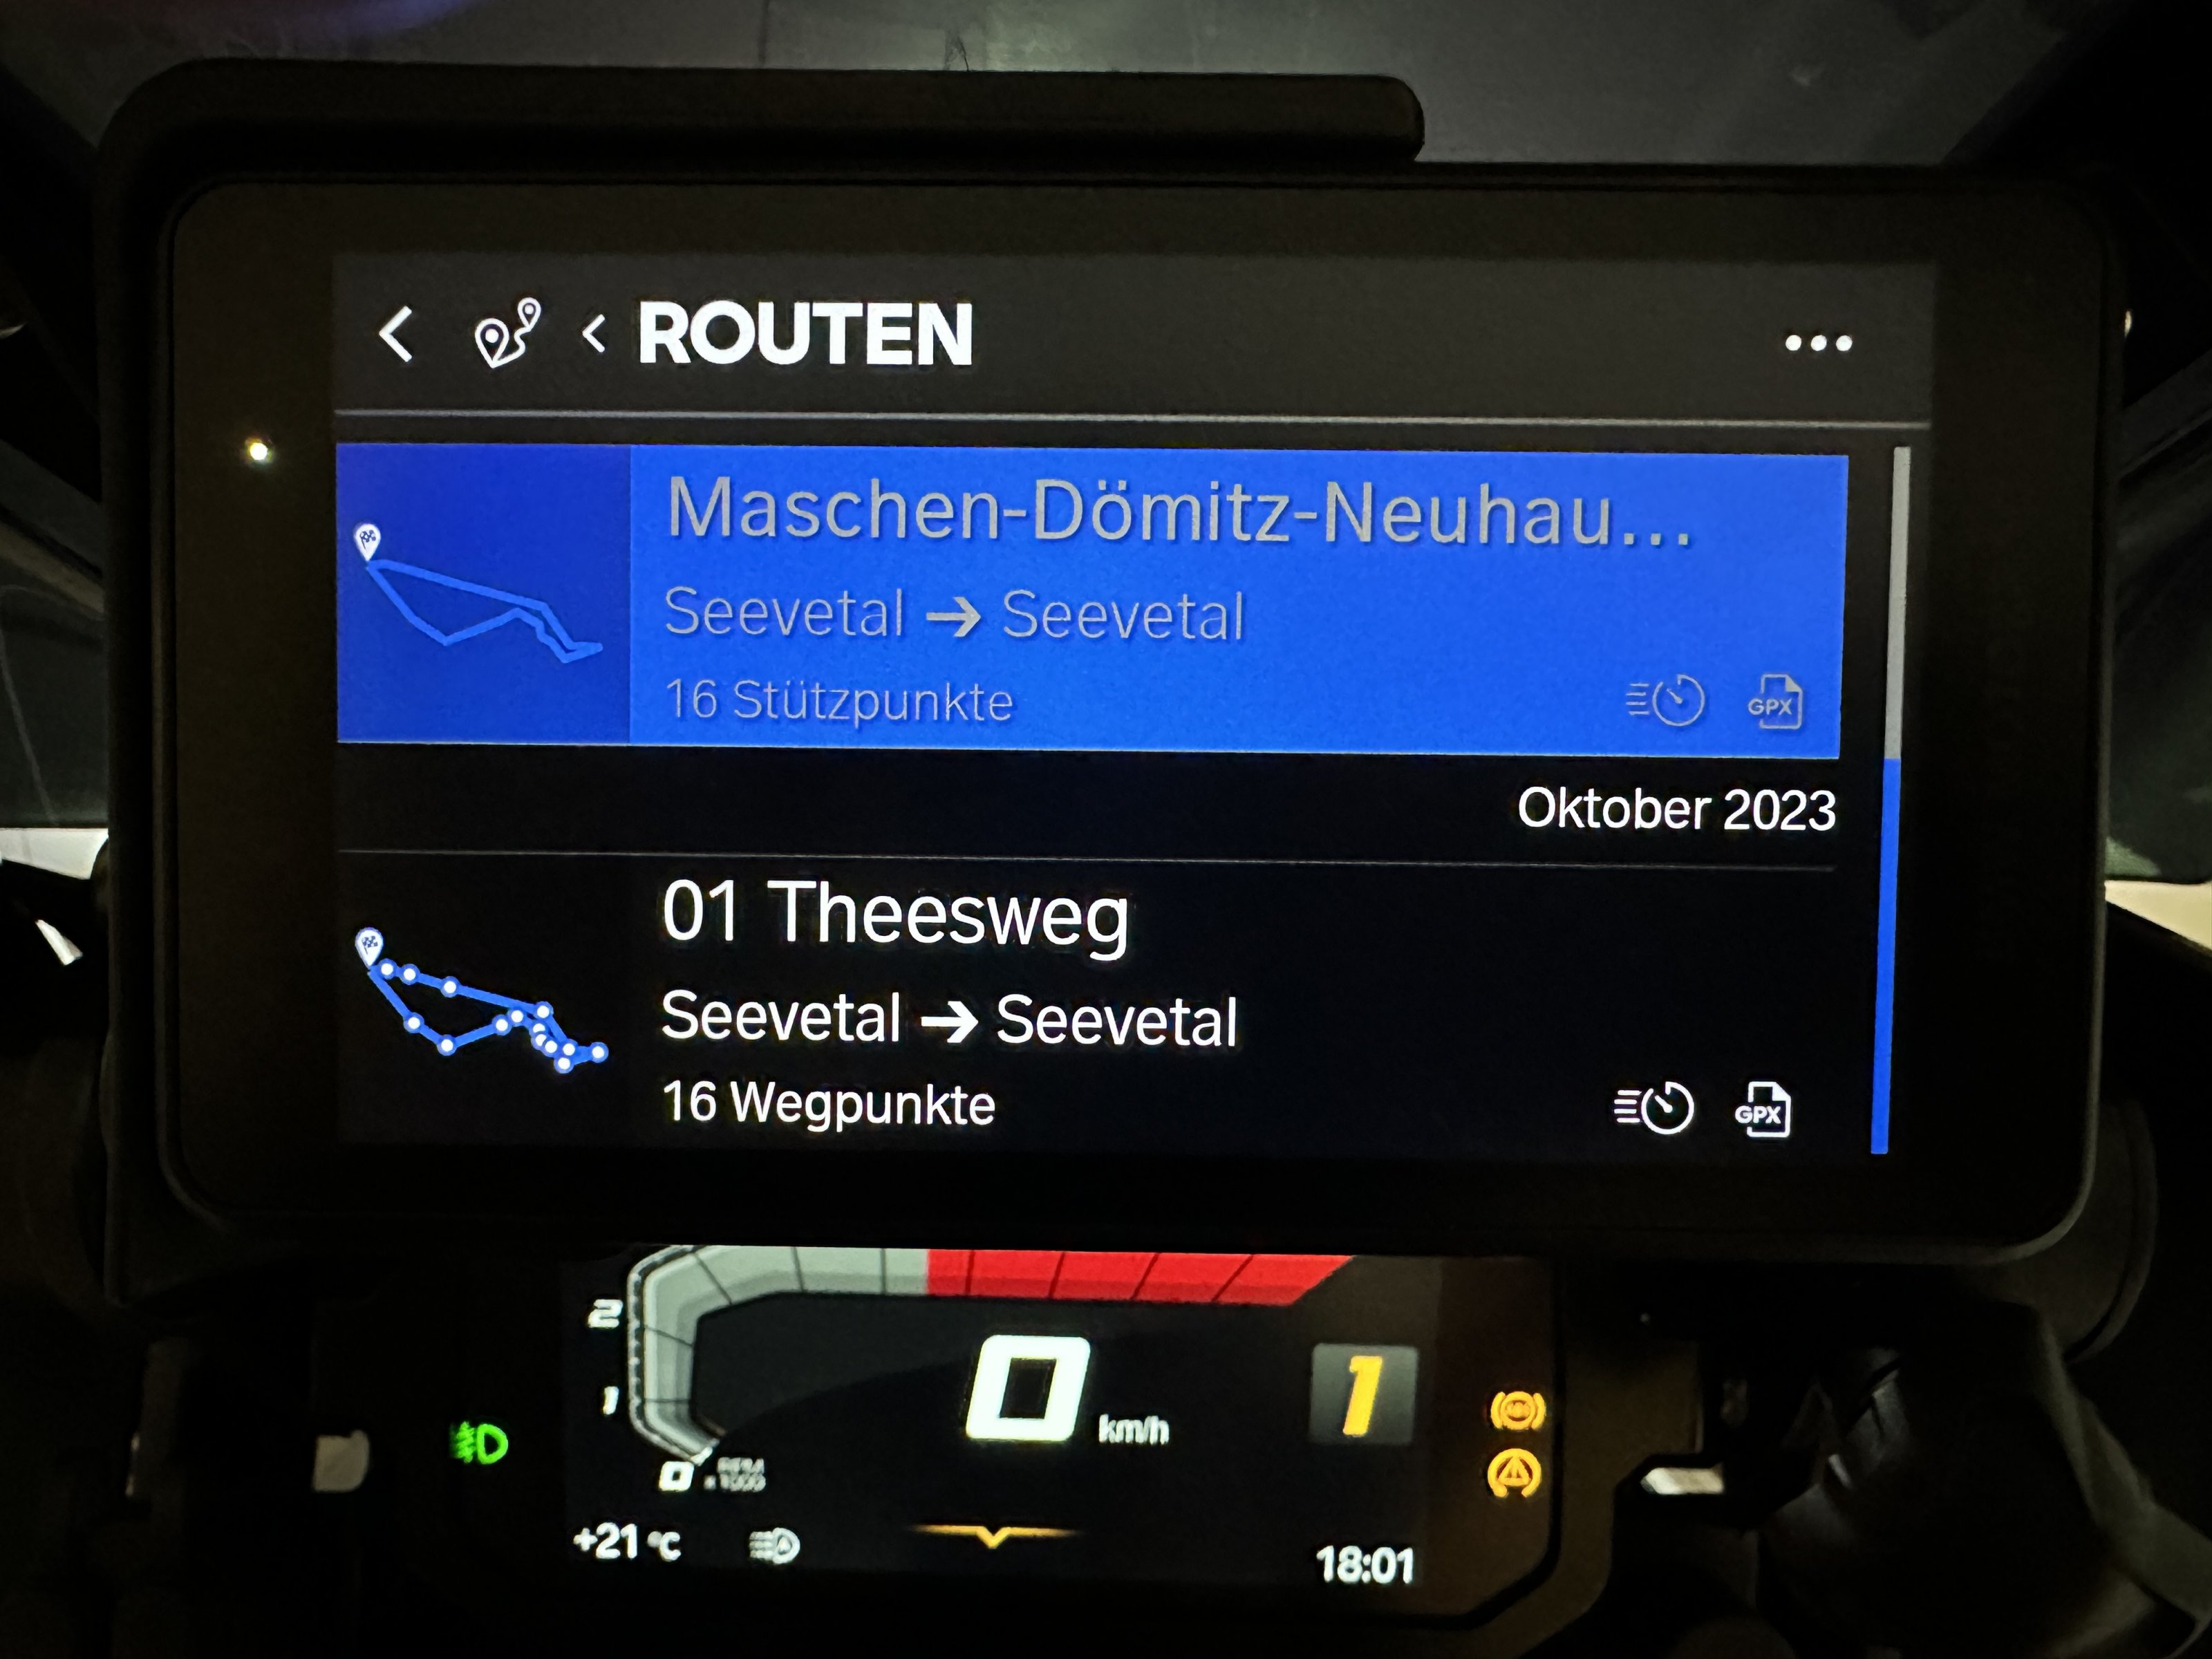 ROUTEN
Maschen-Dömitz-Neuhau...
Seevetal → Seevetal
16 Stützpunkte
GPX
Oktober 2023
01 Theesweg
Seevetal → Seevetal
16 Wegpunkte
GPX
2
1
0
0 km/h
1
+21 °C
18:01